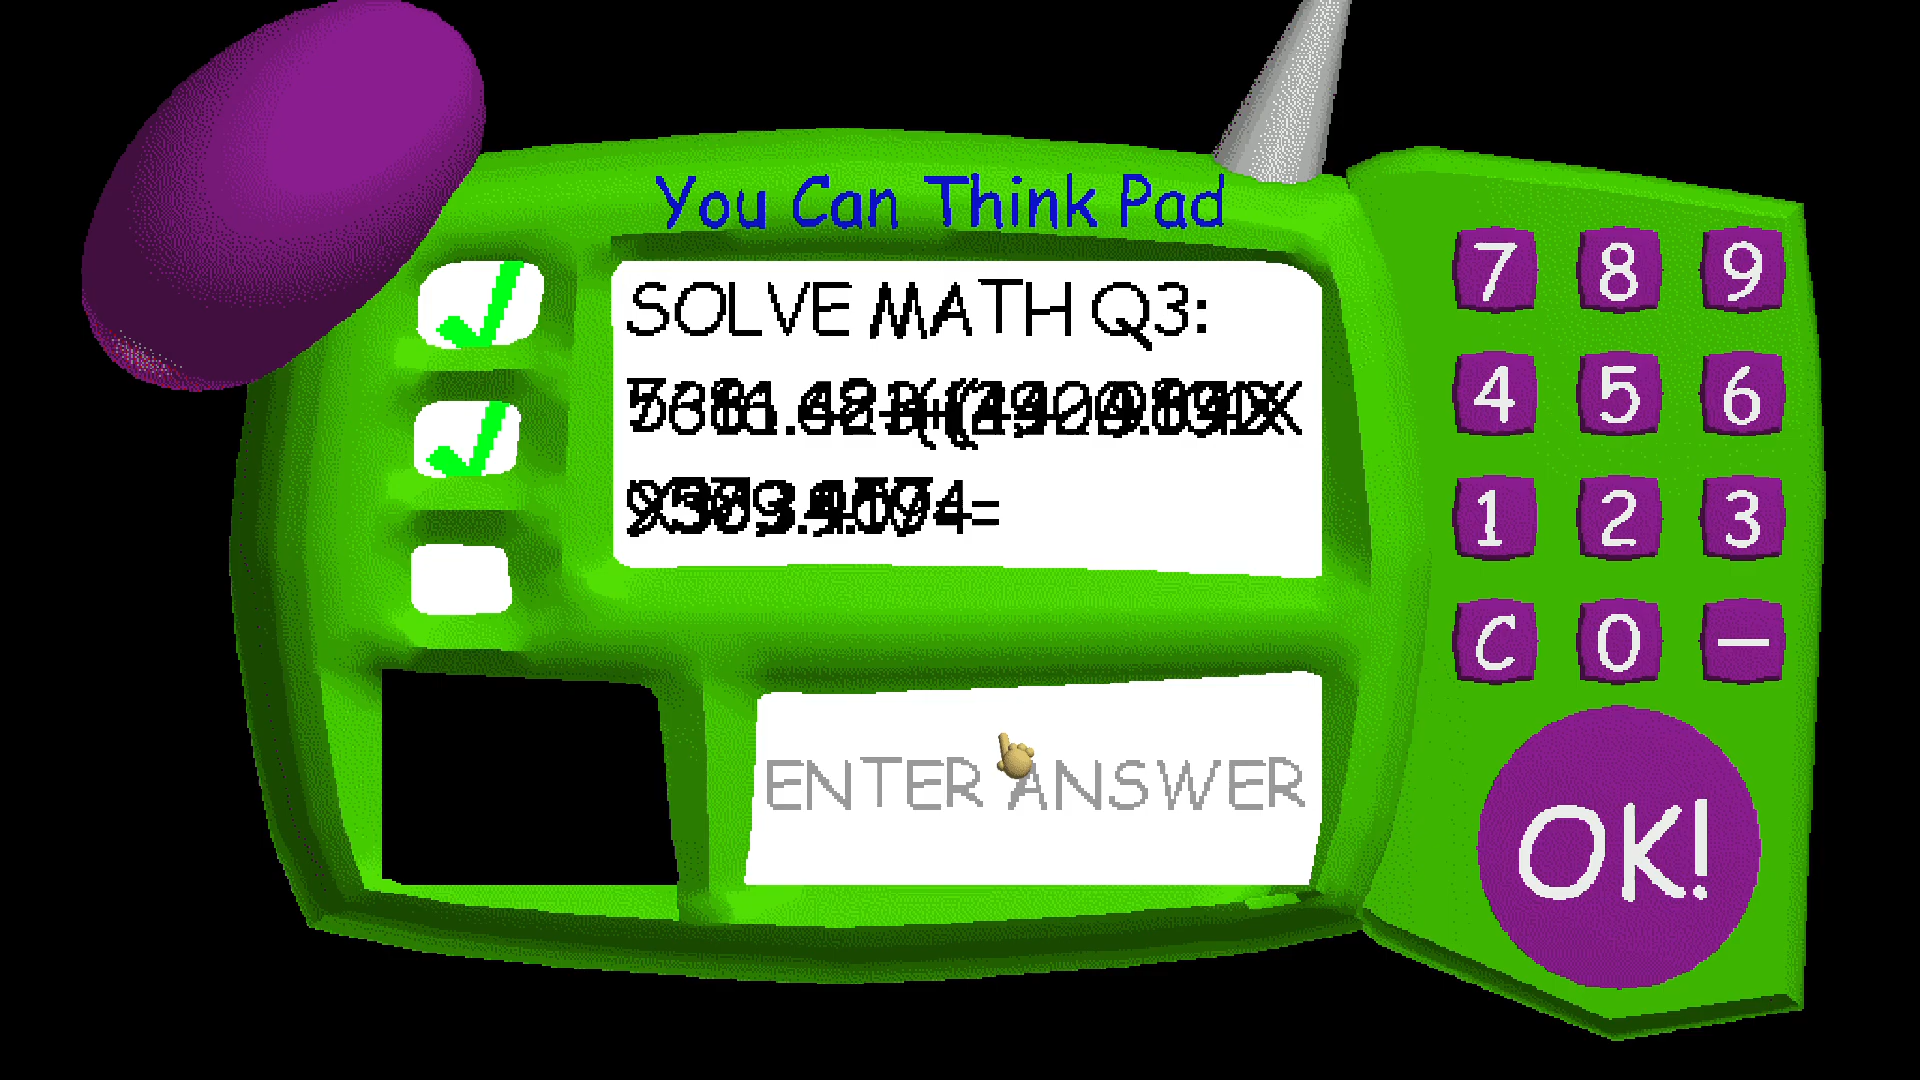 You Can Think Pad
SOLVE MATH Q3:
ENTER ANSWER
7 8 9
4 5 6
1 2 3
C 0 –
OK!